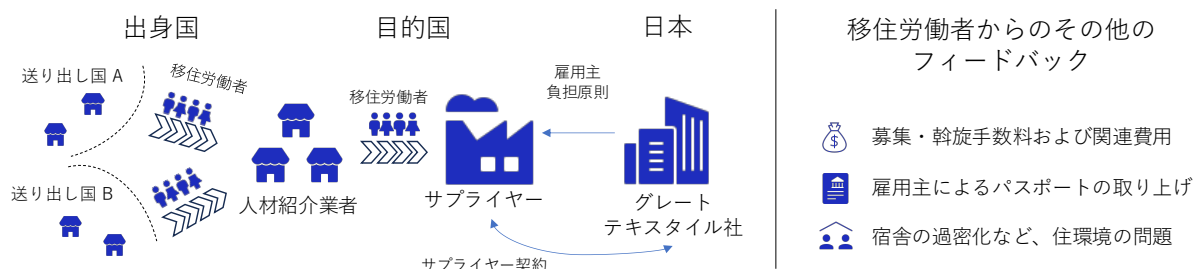 出身国
目的国
日本
送り出し国 A
移住労働者
送り出し国 B
人材紹介業者
移住労働者
サプライヤー
雇用主
負担原則
グレート
テキスタイル社
サプライヤー契約
移住労働者からのその他の
フィードバック
募集・斡旋手数料および関連費用
雇用主によるパスポートの取り上げ
宿舎の過密化など、住環境の問題